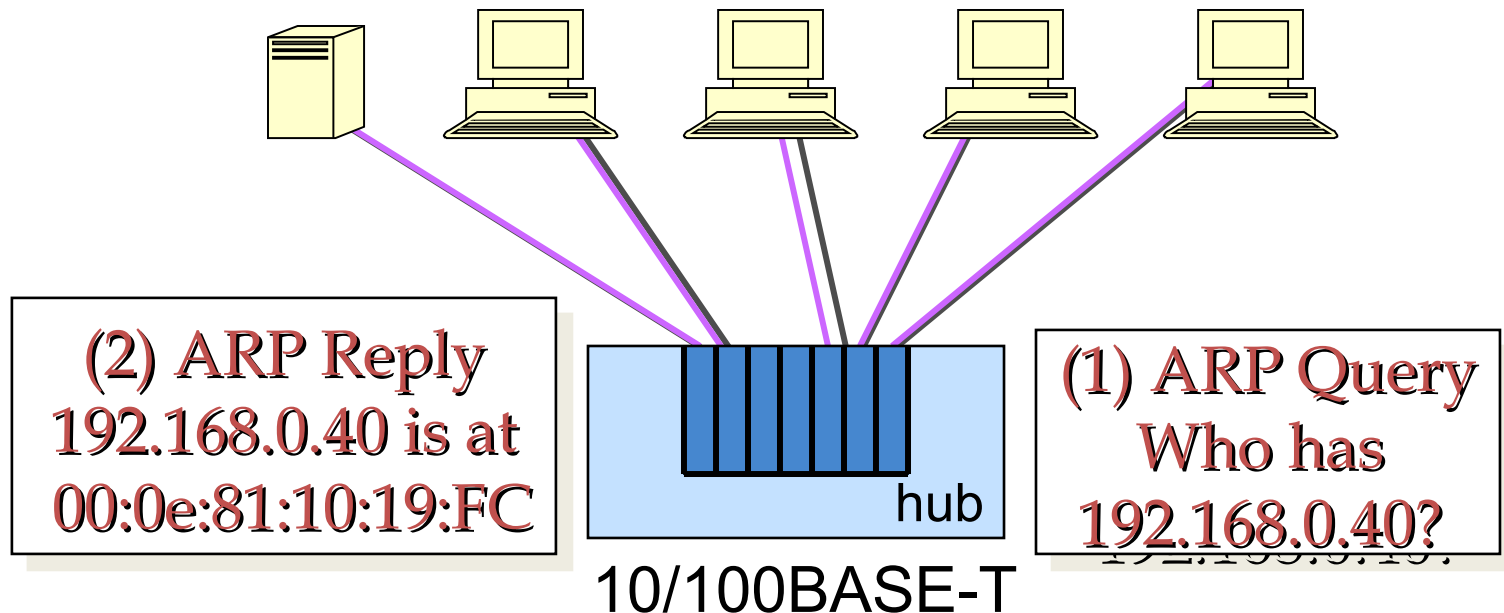 (2) ARP Reply
192.168.0.40 is at
00:0e:81:10:19:FC
hub
(1) ARP Query
Who has
192.168.0.40?
10/100BASE-T